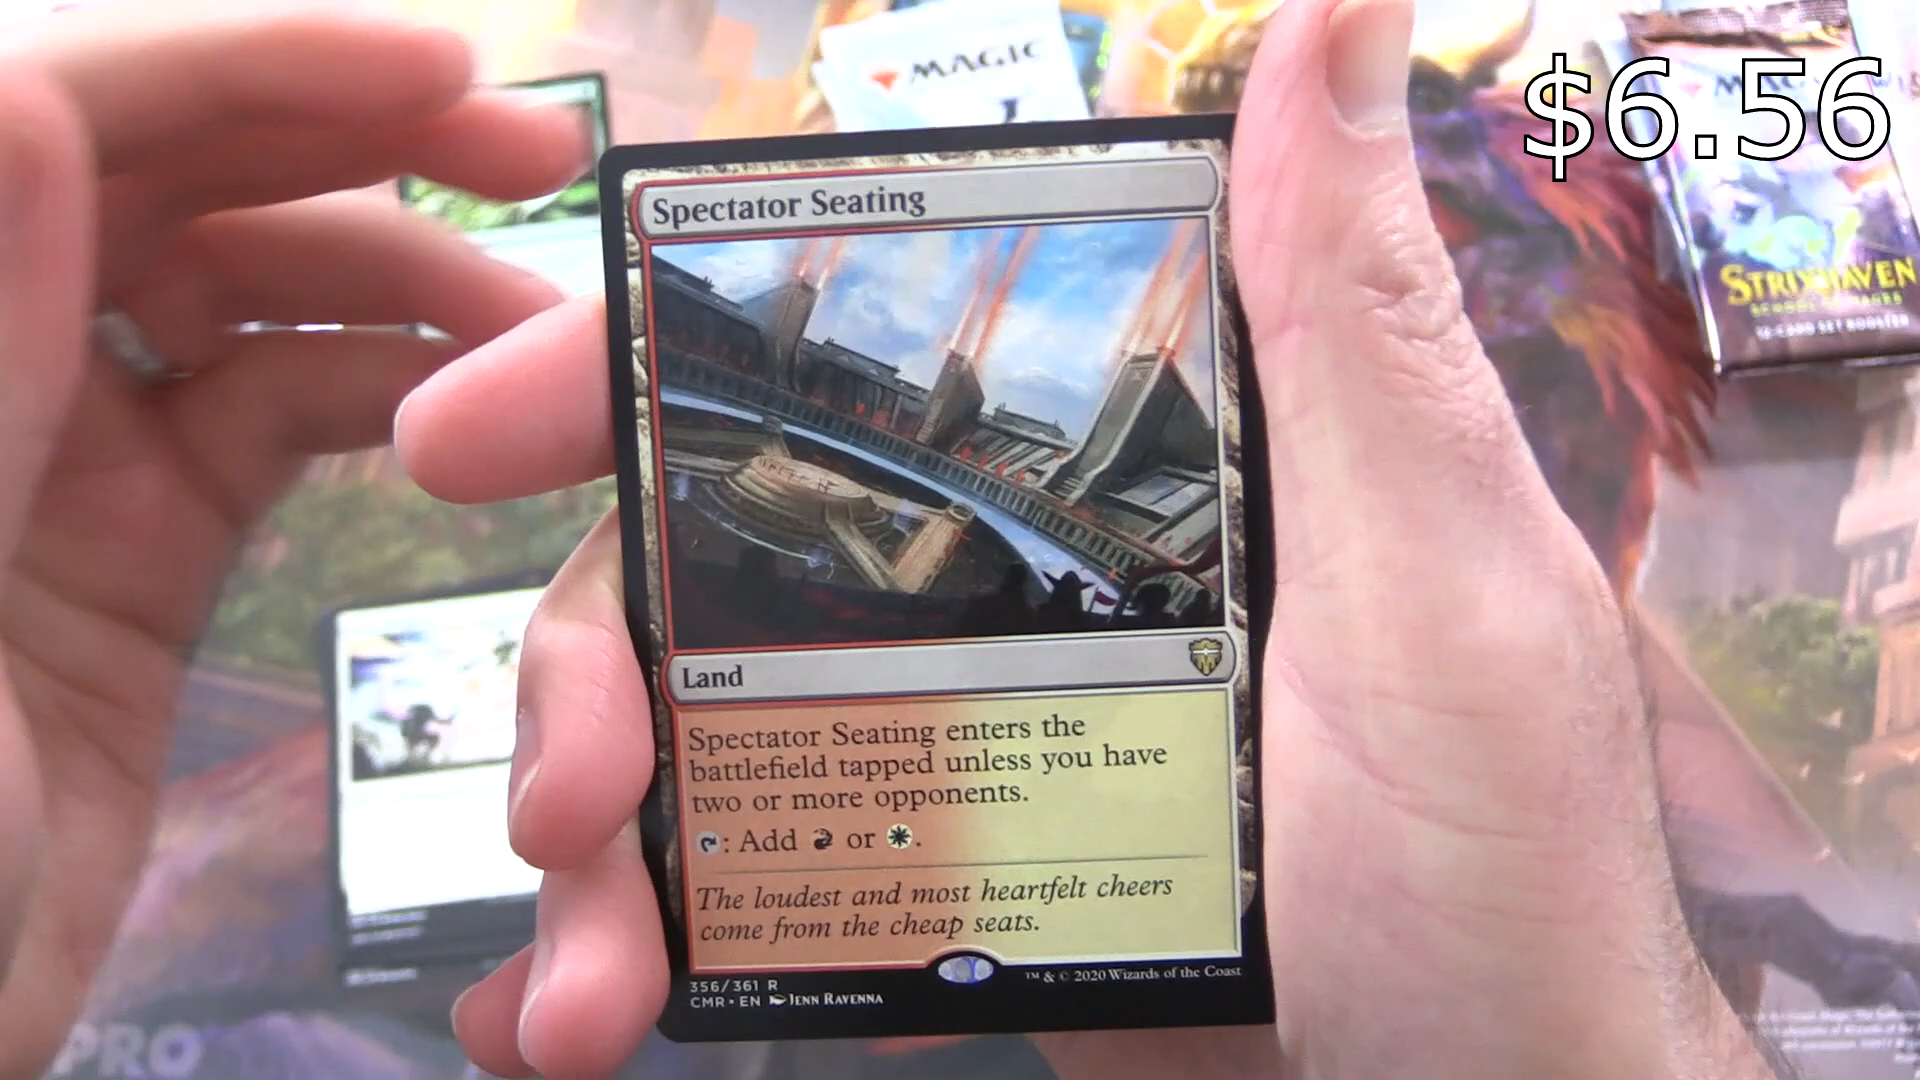 $6.56
MAGIC
STRIXHAVEN
Spectator Seating
Land
Spectator Seating enters the
battlefield tapped unless you have
two or more opponents.
: Add or .
The loudest and most heartfelt cheers
come from the cheap seats.
356/361 R
CMR • EN JENN RAVENNA
™ & © 2020 Wizards of the Coast
PRO